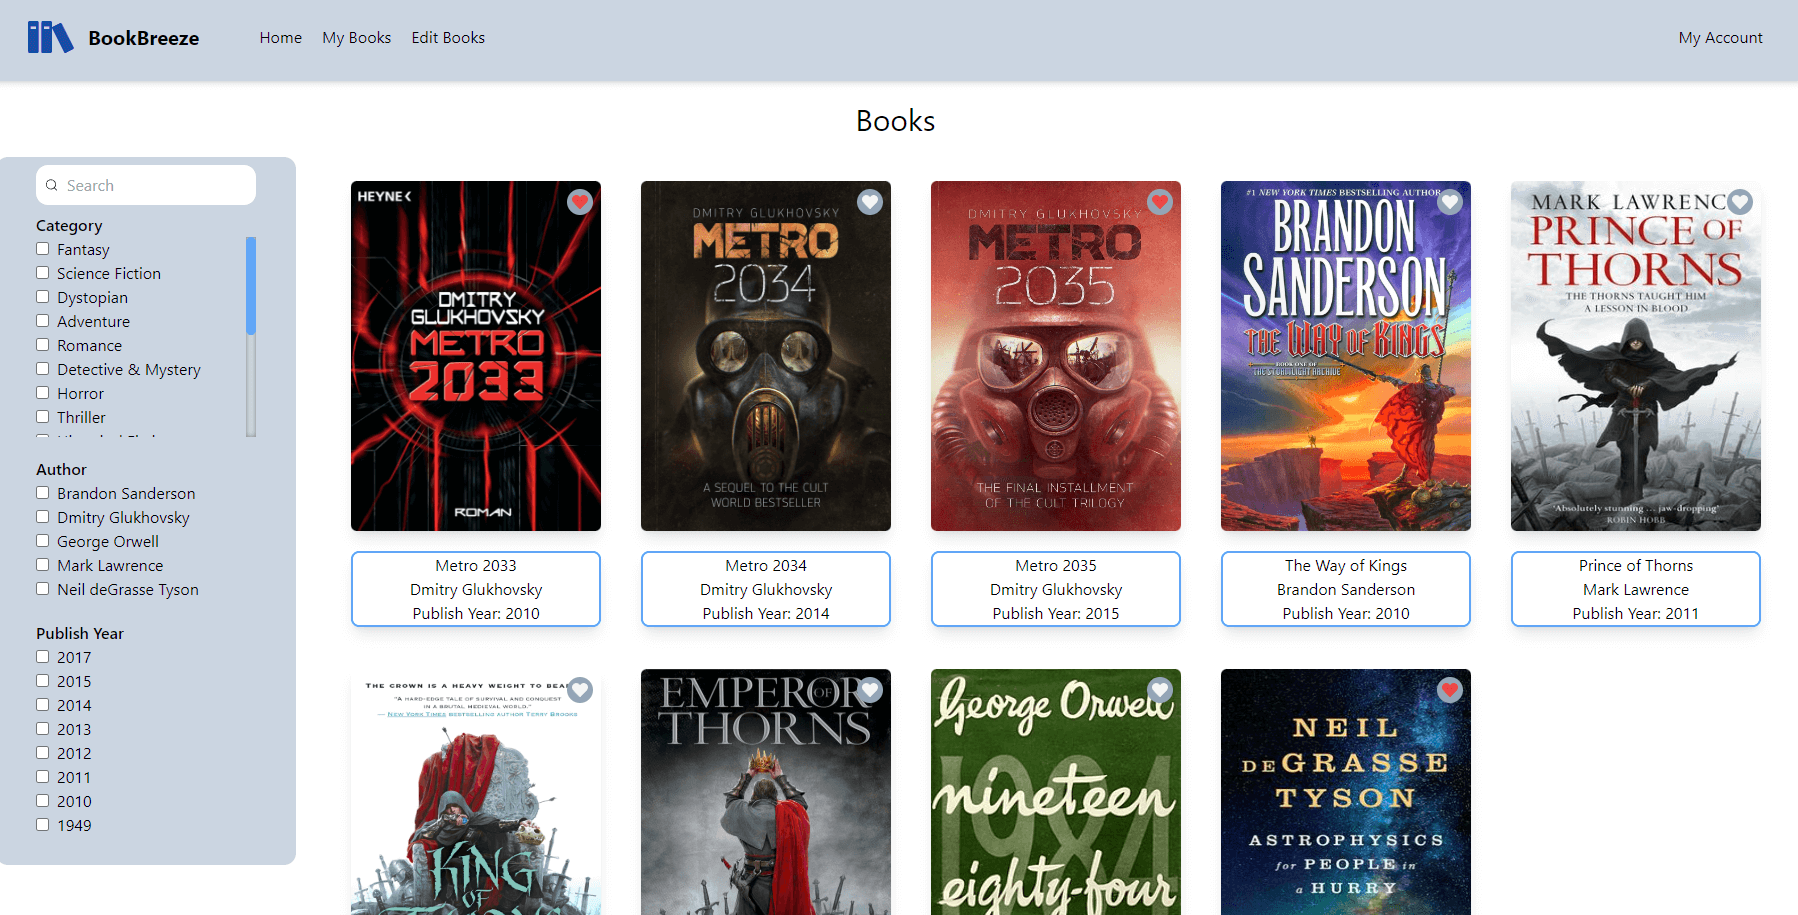 BookBreeze
Home
My Books
Edit Books
My Account
Books
Search
Category
Fantasy
Science Fiction
Dystopian
Adventure
Romance
Detective & Mystery
Horror
Thriller
Author
Brandon Sanderson
Dmitry Glukhovsky
George Orwell
Mark Lawrence
Neil deGrasse Tyson
Publish Year
2017
2015
2014
2013
2012
2011
2010
1949
HEYNE
DMITRY
GLUKHOVSKY
METRO
2033
ROMAN
Metro 2033
Dmitry Glukhovsky
Publish Year: 2010
DMITRY GLUKHOVSKY
METRO
2034
A SEQUEL TO THE CULT
WORLD BESTSELLER
Metro 2034
Dmitry Glukhovsky
Publish Year: 2014
DMITRY GLUKHOVSKY
METRO
2035
THE FINAL INSTALLMENT
OF THE CULT TRILOGY
Metro 2035
Dmitry Glukhovsky
Publish Year: 2015
#1 NEW YORK TIMES BESTSELLING AUTHOR
BRANDON
SANDERSON
THE WAY OF KINGS
BOOK ONE OF
THE STORMLIGHT ARCHIVE
The Way of Kings
Brandon Sanderson
Publish Year: 2010
MARK LAWRENC
PRINCE OF
THORNS
THE THORNS TAUGHT HIM
A LESSON IN BLOOD
'Absolutely stunning ... jaw-dropping'
ROBIN HOBB
Prince of Thorns
Mark Lawrence
Publish Year: 2011
THE CROWN IS A HEAVY WEIGHT TO BEAR
"A HARD-EDGE TALE OF SURVIVAL AND CONQUEST
IN A BRUTAL MEDIEVAL WORLD."
— NEW YORK TIMES BESTSELLING AUTHOR TERRY BROOKS
KING
OF
EMPEROR
OF
THORNS
George Orwell
1984
nineteen
eighty-four
NEIL
DEGRASSE
TYSON
ASTROPHYSICS
for PEOPLE in
a HURRY